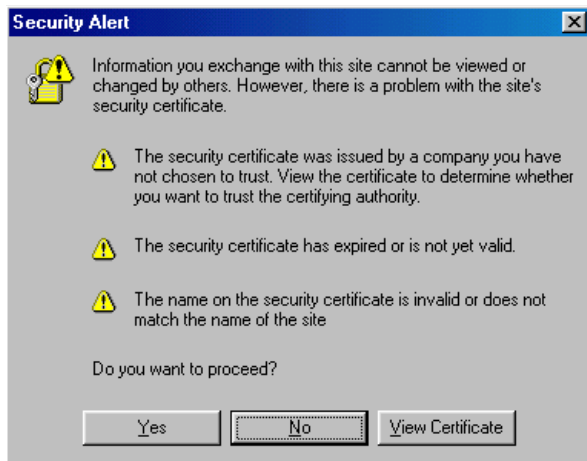 Security Alert
Information you exchange with this site cannot be viewed or
changed by others. However, there is a problem with the site's
security certificate.
The security certificate was issued by a company you have
not chosen to trust. View the certificate to determine whether
you want to trust the certifying authority.
The security certificate has expired or is not yet valid.
The name on the security certificate is invalid or does not
match the name of the site
Do you want to proceed?
Yes No View Certificate